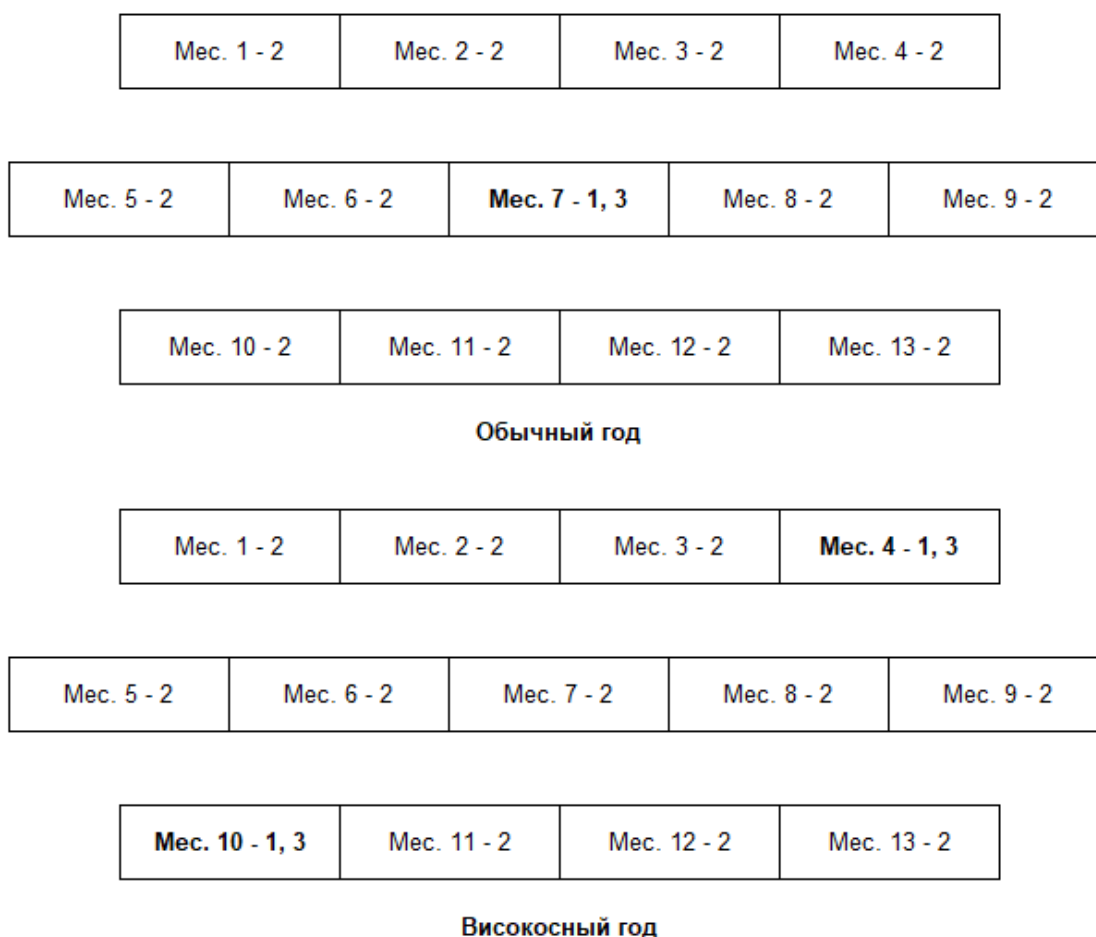 Мес. 1 - 2 Мес. 2 - 2 Мес. 3 - 2 Мес. 4 - 2
Мес. 5 - 2 Мес. 6 - 2 Мес. 7 - 1, 3 Мес. 8 - 2 Мес. 9 - 2
Мес. 10 - 2 Мес. 11 - 2 Мес. 12 - 2 Мес. 13 - 2
Обычный год
Мес. 1 - 2 Мес. 2 - 2 Мес. 3 - 2 Мес. 4 - 1, 3
Мес. 5 - 2 Мес. 6 - 2 Мес. 7 - 2 Мес. 8 - 2 Мес. 9 - 2
Мес. 10 - 1, 3 Мес. 11 - 2 Мес. 12 - 2 Мес. 13 - 2
Високосный год